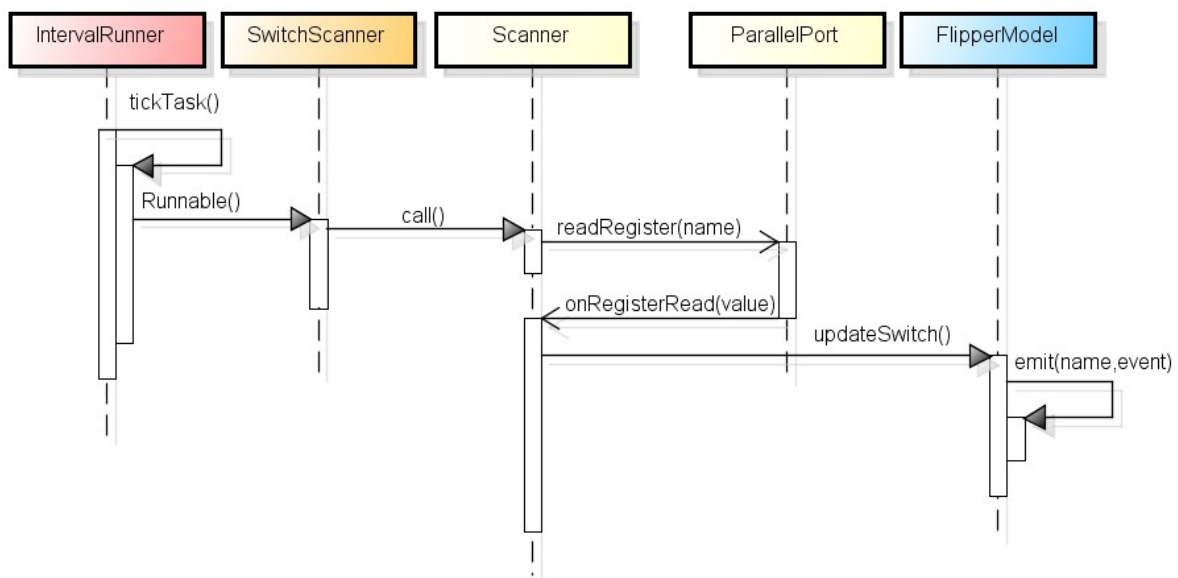 IntervalRunner
SwitchScanner
Scanner
ParallelPort
FlipperModel
tickTask()
Runnable()
call()
readRegister(name)
onRegisterRead(value)
updateSwitch()
emit(name,event)